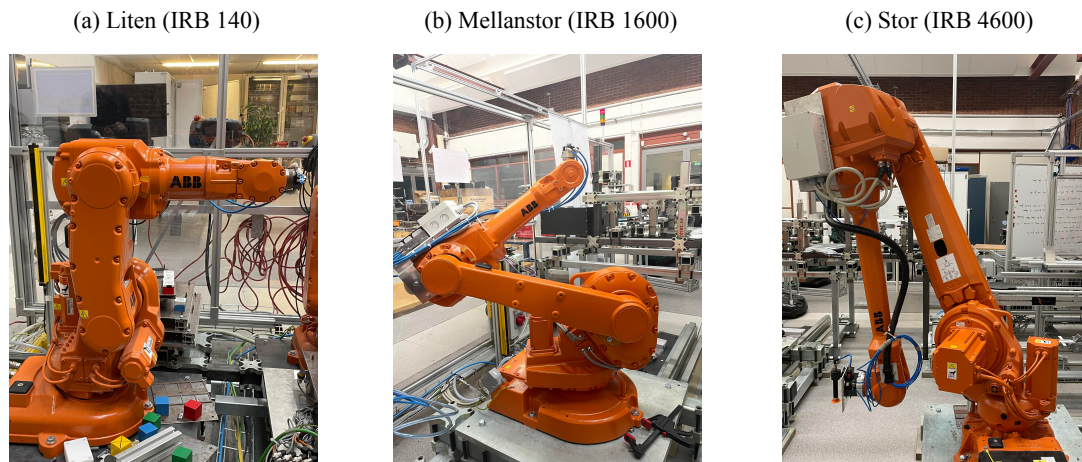 (a) Liten (IRB 140)
(b) Mellanstor (IRB 1600)
(c) Stor (IRB 4600)
ABB
ABB
ABB